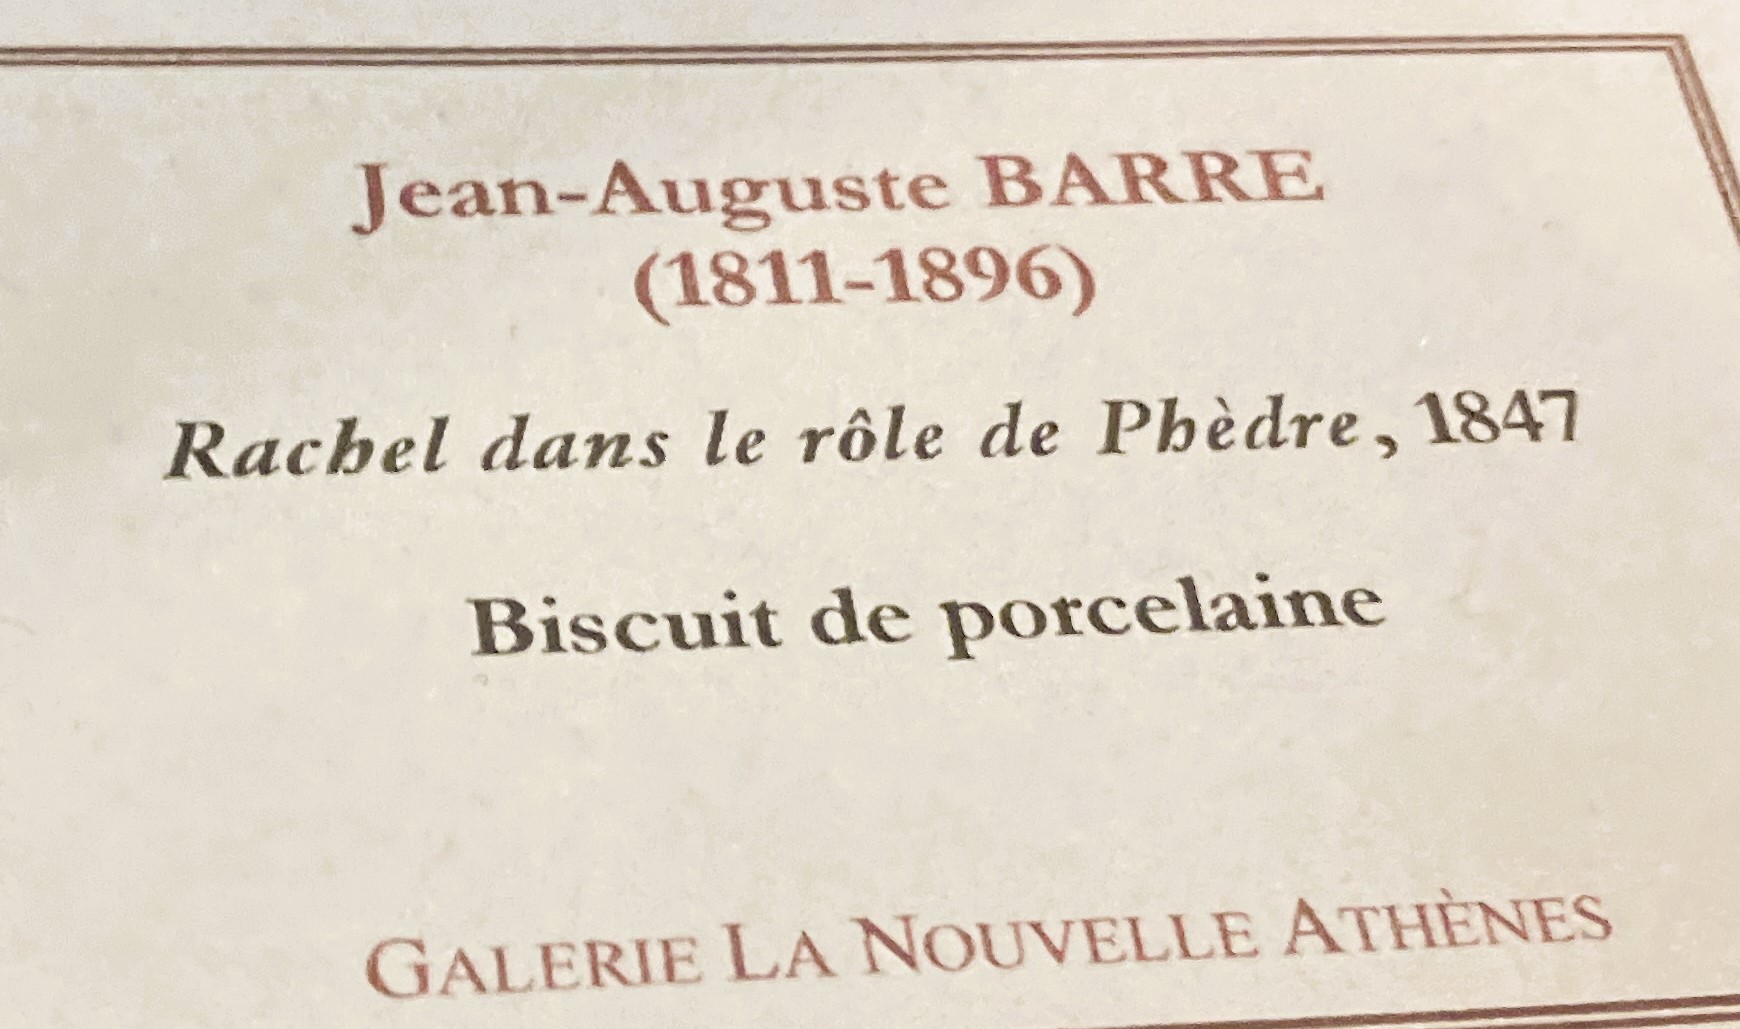 Jean-Auguste BARRE
(1811-1896)
Rachel dans le rôle de Phèdre, 1847
Biscuit de porcelaine
GALERIE LA NOUVELLE ATHÈNES